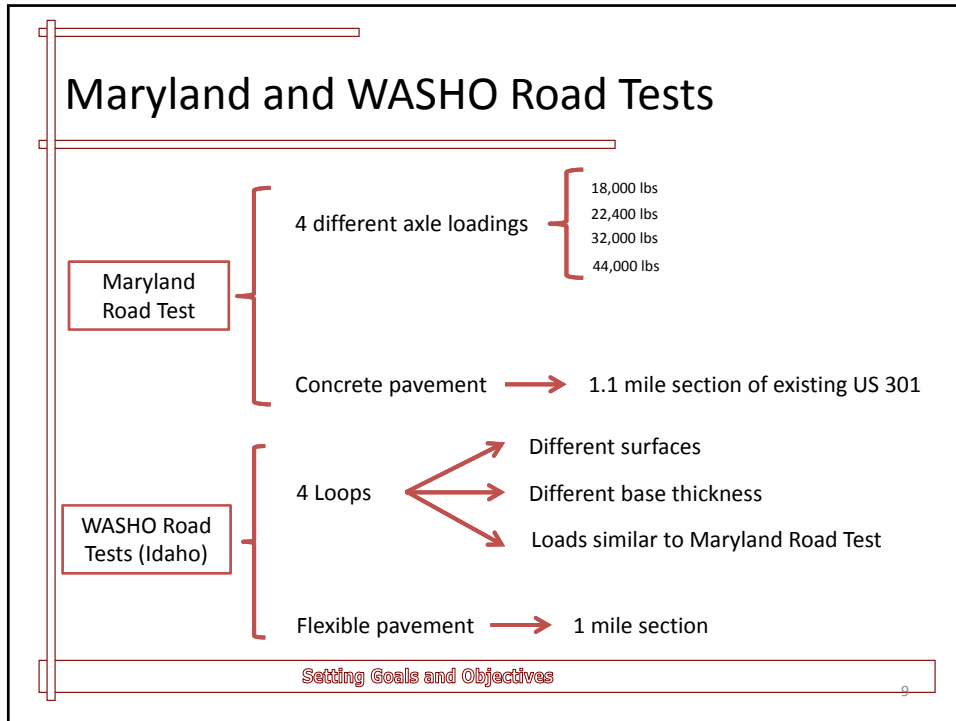 Maryland and WASHO Road Tests
Maryland
Road Test
4 different axle loadings
18,000 lbs
22,400 lbs
32,000 lbs
44,000 lbs
Concrete pavement
1.1 mile section of existing US 301
WASHO Road
Tests (Idaho)
4 Loops
Different surfaces
Different base thickness
Loads similar to Maryland Road Test
Flexible pavement
1 mile section
Setting Goals and Objectives
9